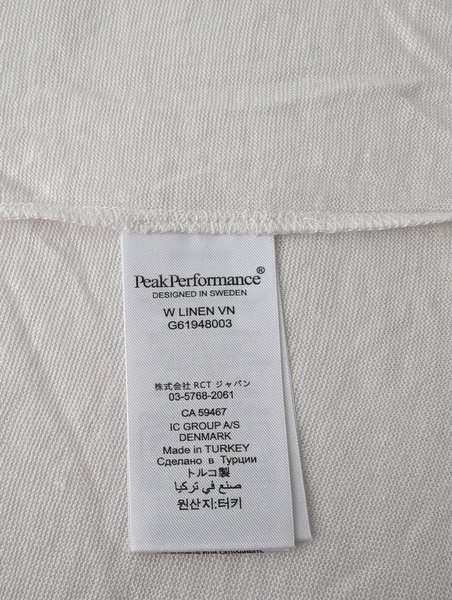 PeakPerformance®
DESIGNED IN SWEDEN
W LINEN VN
G61948003
株式会社 RCT ジャパン
03-5768-2061
CA 59467
IC GROUP A/S
DENMARK
Made in TURKEY
Сделано в Турции
トルコ製
صنع في تركيا
원산지:터키